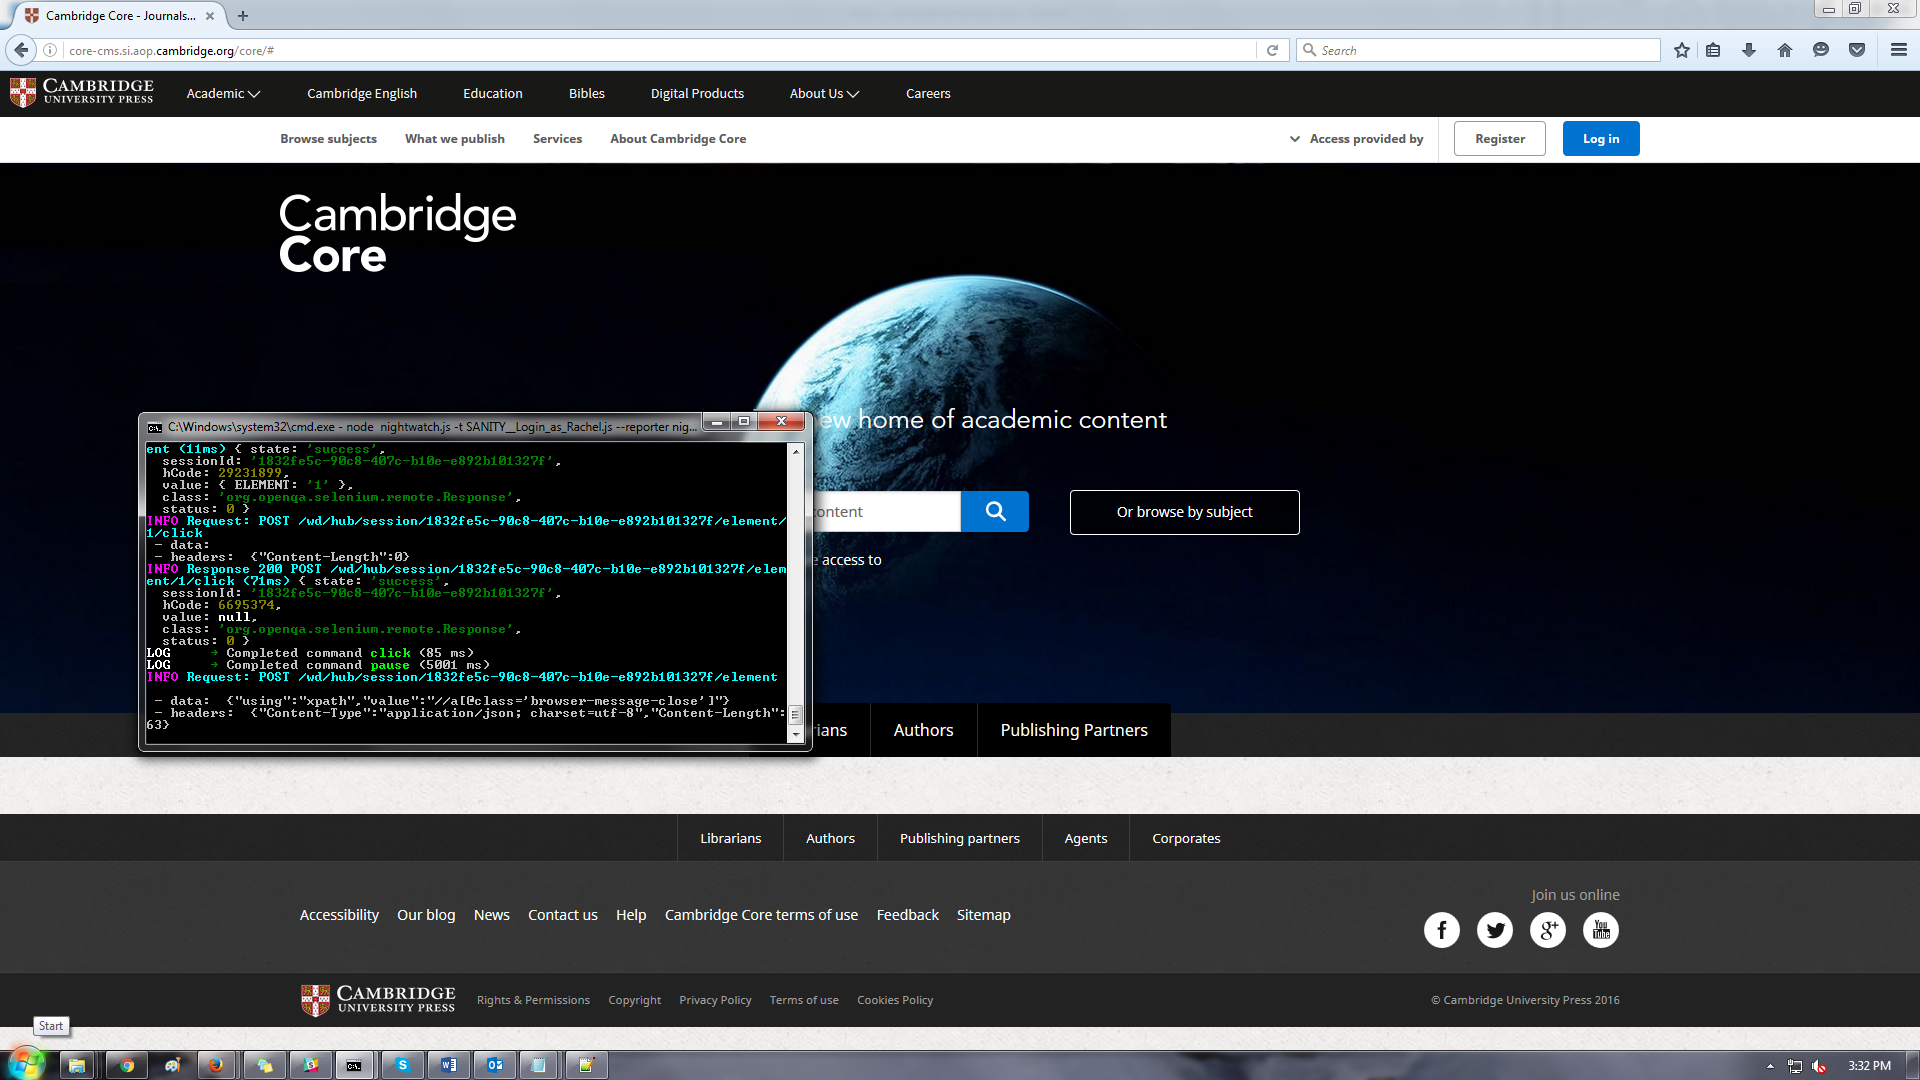 Cambridge Core - Journals...
core-cms.si.aop.cambridge.org/core/#
Search
CAMBRIDGE
UNIVERSITY PRESS
Academic
Cambridge English
Education
Bibles
Digital Products
About Us
Careers
Browse subjects
What we publish
Services
About Cambridge Core
Access provided by
Register
Log in
Cambridge
Core
ew home of academic content
C:\Windows\system32\cmd.exe - node  nightwatch.js -t SANITY__Login_as_Rachel.js --reporter nig...
ent (11ms) { state: 'success',
sessionId: '1832fe5c-90c8-407c-b10e-e892b101327f',
hCode: 29231899,
value: { ELEMENT: '1' },
class: 'org.openqa.selenium.remote.Response',
status: 0 }
INFO Request: POST /wd/hub/session/1832fe5c-90c8-407c-b10e-e892b101327f/element/
1/click
- data:
- headers:  {"Content-Length":0}
INFO Response 200 POST /wd/hub/session/1832fe5c-90c8-407c-b10e-e892b101327f/elem
ent/1/click (71ms) { state: 'success',
sessionId: '1832fe5c-90c8-407c-b10e-e892b101327f',
hCode: 6695374,
value: null,
class: 'org.openqa.selenium.remote.Response',
status: 0 }
LOG     → Completed command click (85 ms)
LOG     → Completed command pause (5001 ms)
INFO Request: POST /wd/hub/session/1832fe5c-90c8-407c-b10e-e892b101327f/element
- data:  {"using":"xpath","value":"//a[@class='browser-message-close']"}
- headers:  {"Content-Type":"application/json; charset=utf-8","Content-Length":
63}
ontent
Or browse by subject
e access to
rians
Authors
Publishing Partners
Librarians
Authors
Publishing partners
Agents
Corporates
Join us online
Accessibility
Our blog
News
Contact us
Help
Cambridge Core terms of use
Feedback
Sitemap
CAMBRIDGE
UNIVERSITY PRESS
Rights & Permissions
Copyright
Privacy Policy
Terms of use
Cookies Policy
© Cambridge University Press 2016
Start
3:32 PM